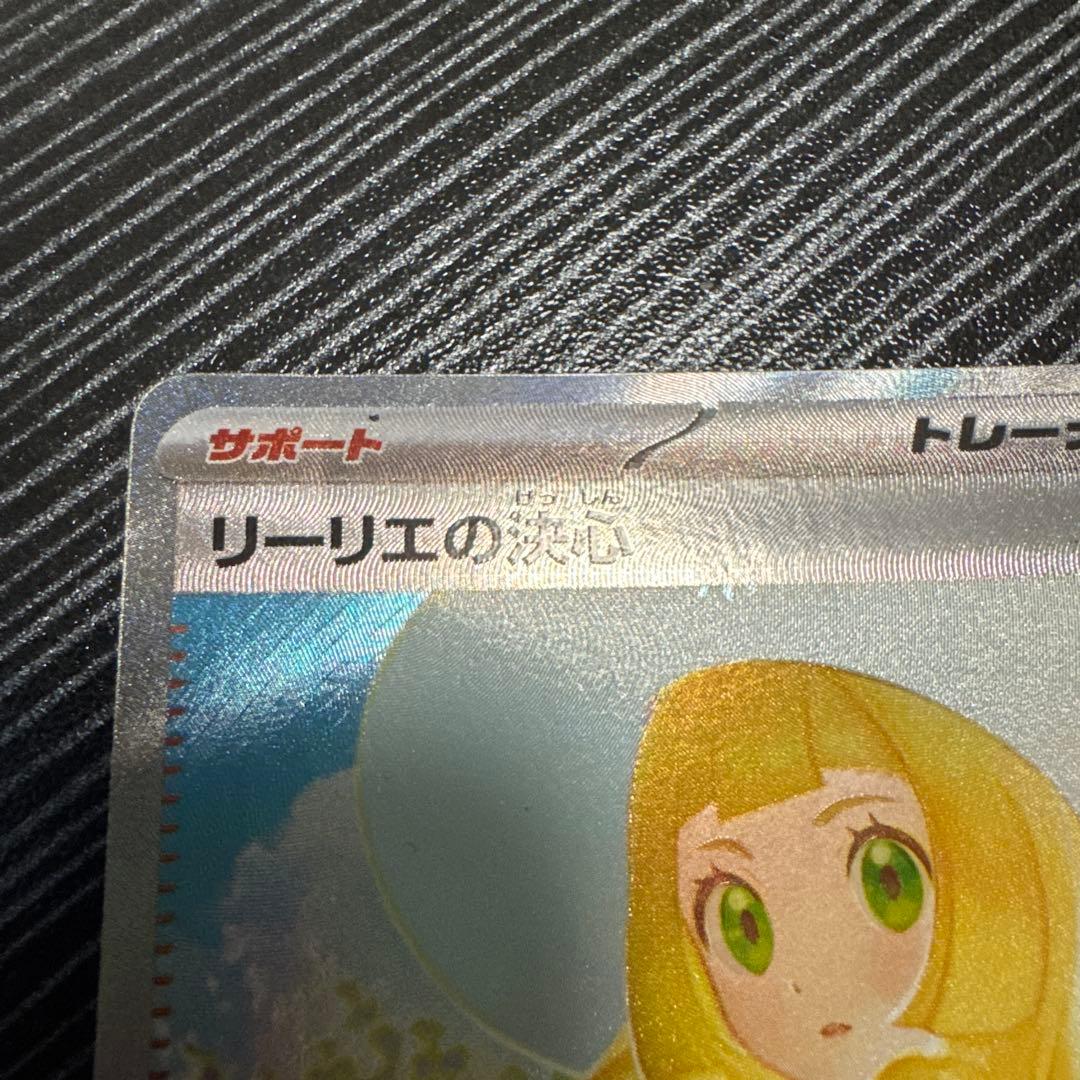 サポート
トレー
けっしん
リーリエの決心